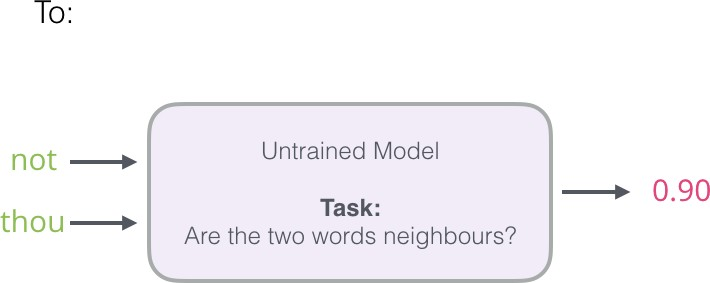 To:
not
thou
Untrained Model
Task:
Are the two words neighbours?
0.90